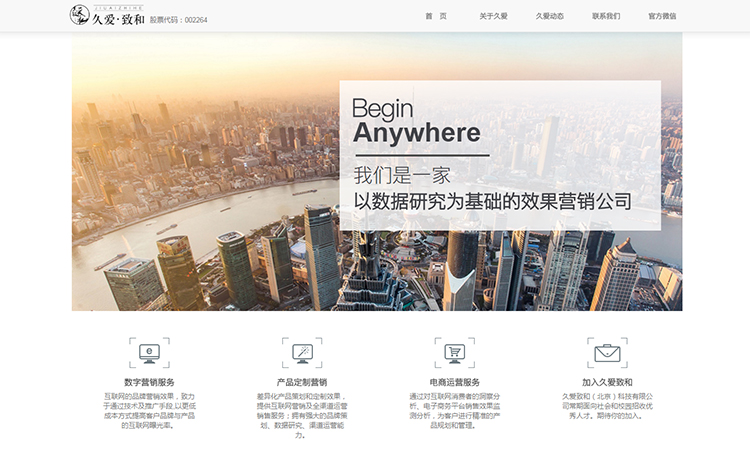 JIUAIZHIHE
久爱·致和
股票代码：002264
首 页
关于久爱
久爱动态
联系我们
官方微信
Begin
Anywhere
我们是一家
以数据研究为基础的效果营销公司
数字营销服务
互联网的品牌营销效果，致力
于通过技术及推广手段,以更低
成本方式提高客户品牌与产品
的互联网曝光率。
产品定制营销
差异化产品策划和定制效果，
提供互联网营销及全渠道运营
销售服务；拥有强大的品牌策
划、数据研究、渠道运营能
力。
电商运营服务
通过对互联网消费者的洞察分
析、电子商务平台销售效果监
测分析，为客户进行精准的产
品规划和管理。
加入久爱致和
久爱致和（北京）科技有限公
司常期面向社会和校园招收优
秀人才。期待你的加入。